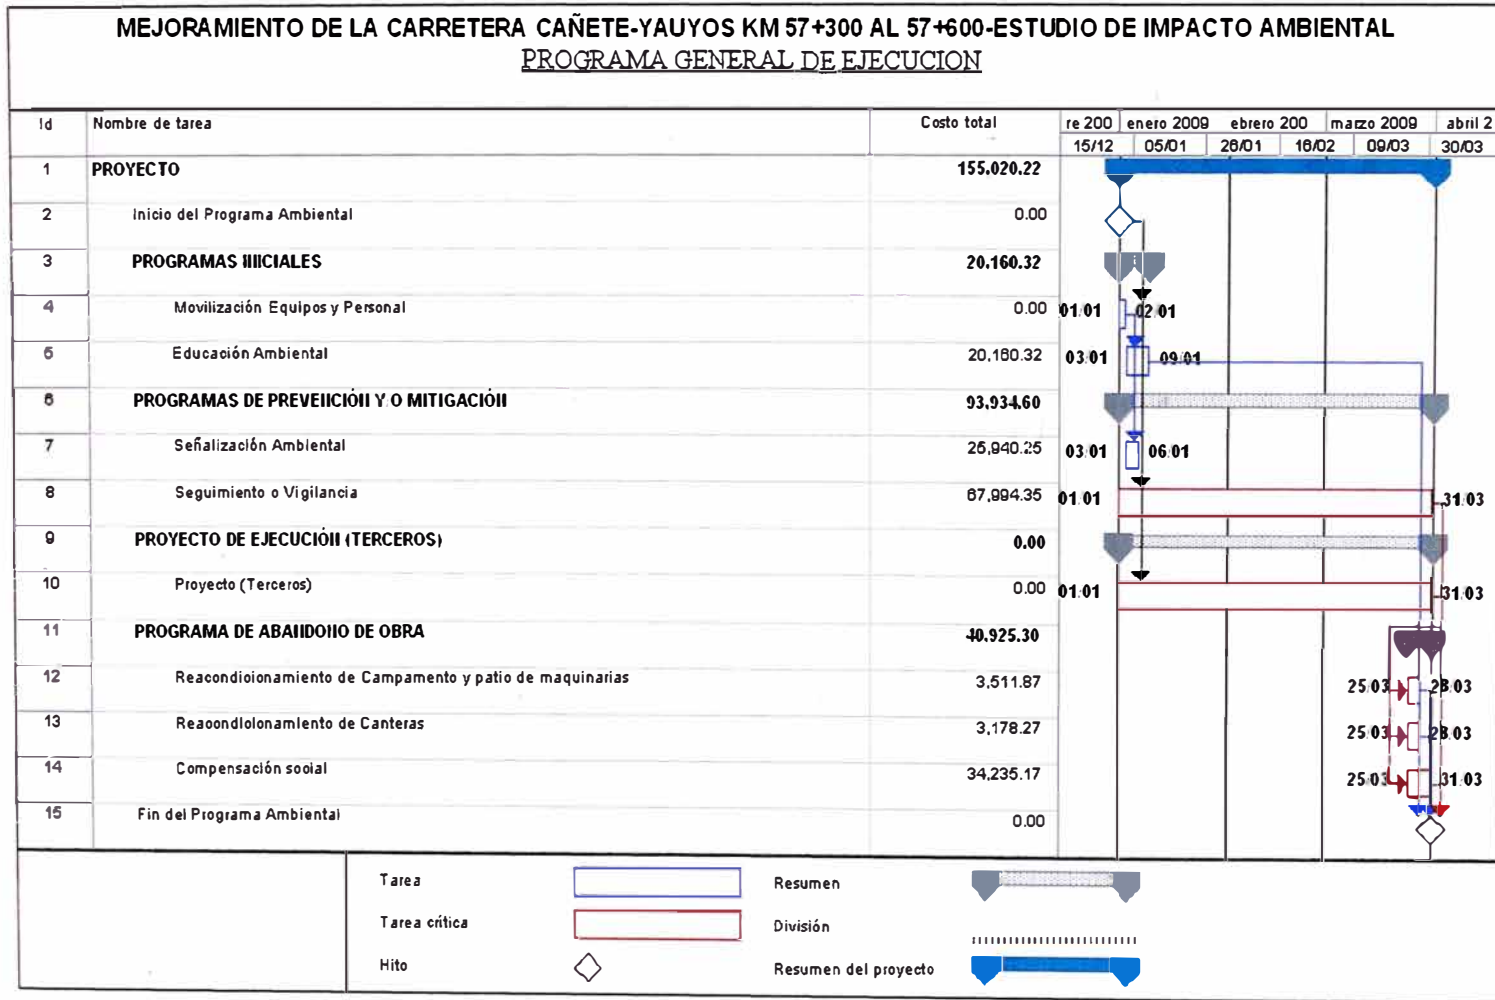 MEJORAMIENTO DE LA CARRETERA CAÑETE-YAUYOS KM 57+300 AL 57+600-ESTUDIO DE IMPACTO AMBIENTAL
PROGRAMA GENERAL DE EJECUCION
Id Nombre de tarea Costo total re 200 enero 2009 ebrero 200 marzo 2009 abril 2
15/12 05/01 26/01 16/02 09/03 30/03
1 PROYECTO 155.020.22
2 Inicio del Programa Ambiental 0.00
3 PROGRAMAS INICIALES 20.160.32
4 Movilización Equipos y Personal 0.00 01/01 02/01
5 Educación Ambiental 20,160.32 03/01 09/01
6 PROGRAMAS DE PREVENCIÓN Y/O MITIGACIÓN 93.934.60
7 Señalización Ambiental 25,940.25 03/01 06/01
8 Seguimiento o Vigilancia 67,994.35 01/01 31/03
9 PROYECTO DE EJECUCIÓN (TERCEROS) 0.00
10 Proyecto (Terceros) 0.00 01/01 31/03
11 PROGRAMA DE ABANDONO DE OBRA 40.925.30
12 Reacondicionamiento de Campamento y patio de maquinarias 3,511.87 25/03 28/03
13 Reacondicionamiento de Canteras 3,178.27 25/03 28/03
14 Compensación social 34,235.17 25/03 31/03
15 Fin del Programa Ambiental 0.00
Tarea Resumen
Tarea crítica División
Hito Resumen del proyecto